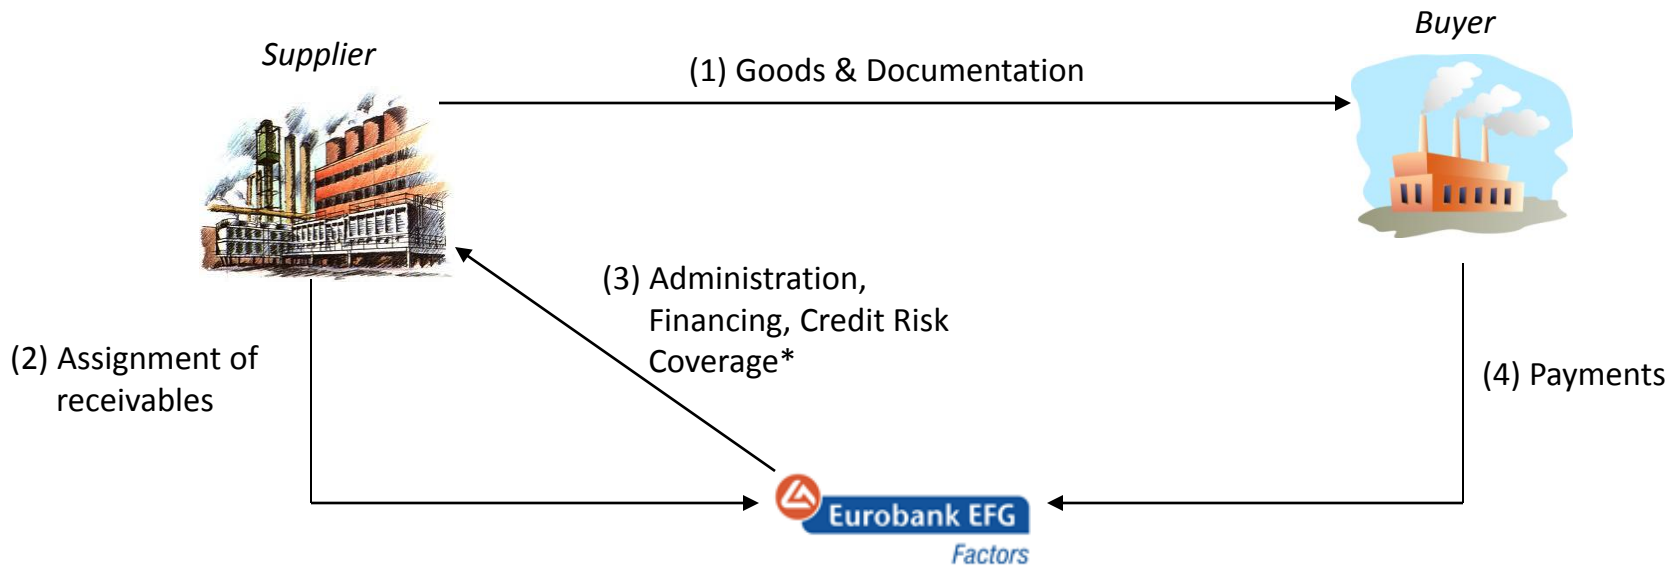 Buyer
Supplier
(1) Goods & Documentation
(3) Administration,
Financing, Credit Risk
Coverage*
(2) Assignment of
receivables
(4) Payments
Eurobank EFG
Factors